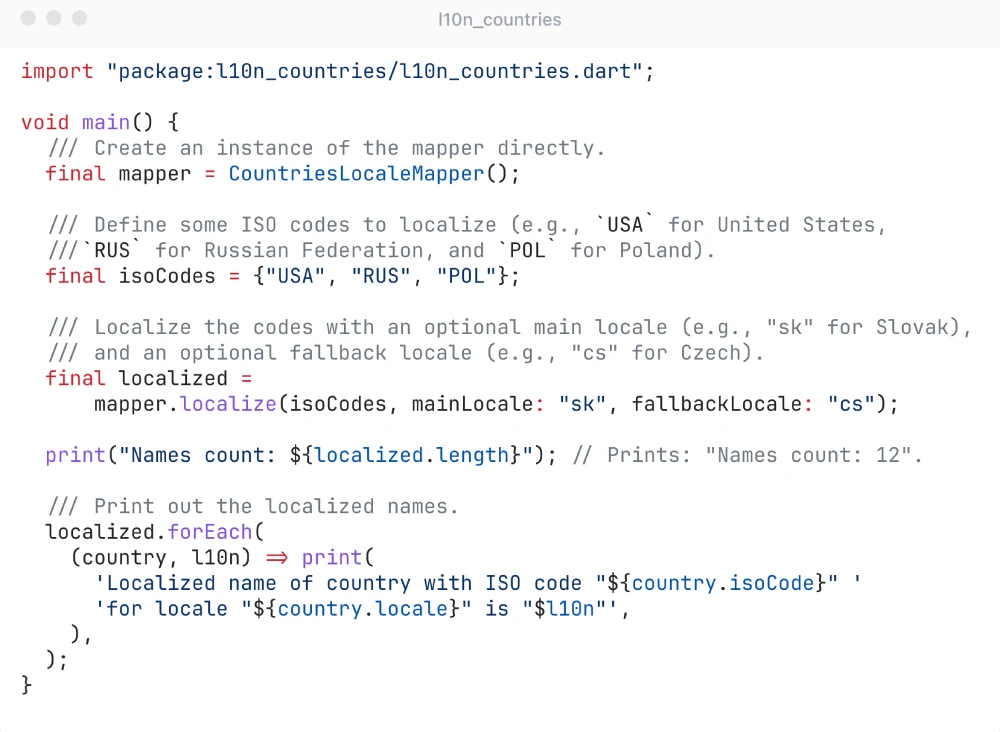 l10n_countries
import "package:l10n_countries/l10n_countries.dart";
void main() {
/// Create an instance of the mapper directly.
final mapper = CountriesLocaleMapper();
/// Define some ISO codes to localize (e.g., `USA` for United States,
///`RUS` for Russian Federation, and `POL` for Poland).
final isoCodes = {"USA", "RUS", "POL"};
/// Localize the codes with an optional main locale (e.g., "sk" for Slovak),
/// and an optional fallback locale (e.g., "cs" for Czech).
final localized =
mapper.localize(isoCodes, mainLocale: "sk", fallbackLocale: "cs");
print("Names count: ${localized.length}"); // Prints: "Names count: 12".
/// Print out the localized names.
localized.forEach(
(country, l10n) => print(
'Localized name of country with ISO code "${country.isoCode}" '
'for locale "${country.locale}" is "$l10n"',
),
);
}